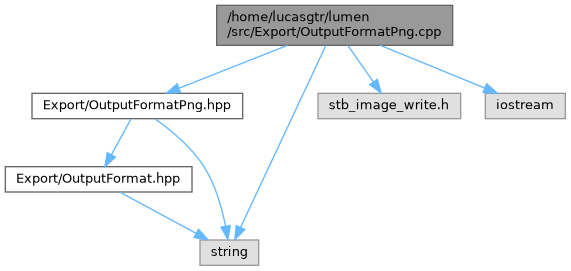 /home/lucasgtr/lumen
/src/Export/OutputFormatPng.cpp
Export/OutputFormatPng.hpp
stb_image_write.h
iostream
Export/OutputFormat.hpp
string